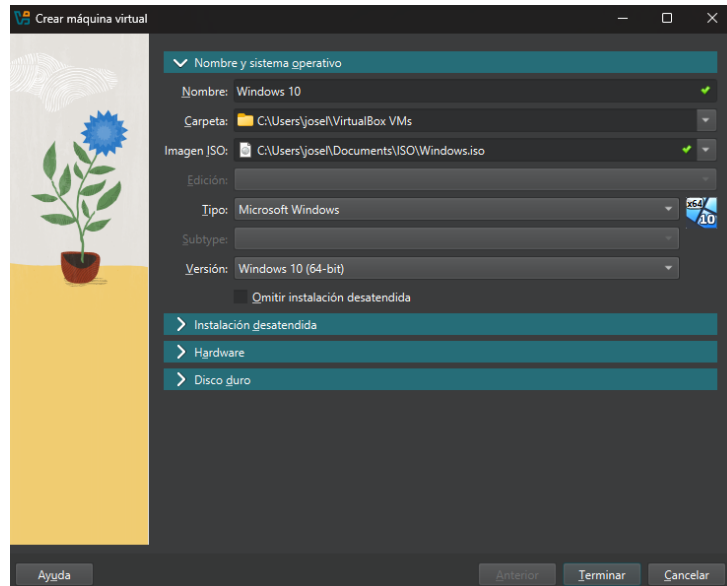 Crear máquina virtual
Nombre y sistema operativo
Nombre: Windows 10
Carpeta: C:\Users\josel\VirtualBox VMs
Imagen ISO: C:\Users\josel\Documents\ISO\Windows.iso
Edición:
Tipo: Microsoft Windows
x64
10
Subtype:
Versión: Windows 10 (64-bit)
Omitir instalación desatendida
Instalación desatendida
Hardware
Disco duro
Ayuda Anterior Terminar Cancelar